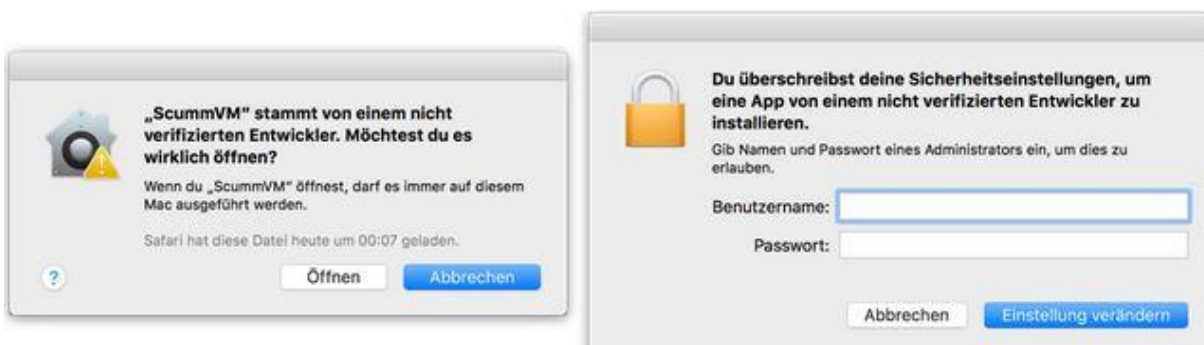 „ScummVM“ stammt von einem nicht
verifizierten Entwickler. Möchtest du es
wirklich öffnen?
Wenn du „ScummVM“ öffnest, darf es immer auf diesem
Mac ausgeführt werden.
Safari hat diese Datei heute um 00:07 geladen.
?
Öffnen
Abbrechen
Du überschreibst deine Sicherheitseinstellungen, um
eine App von einem nicht verifizierten Entwickler zu
installieren.
Gib Namen und Passwort eines Administrators ein, um dies zu
erlauben.
Benutzername:
Passwort:
Abbrechen
Einstellung verändern